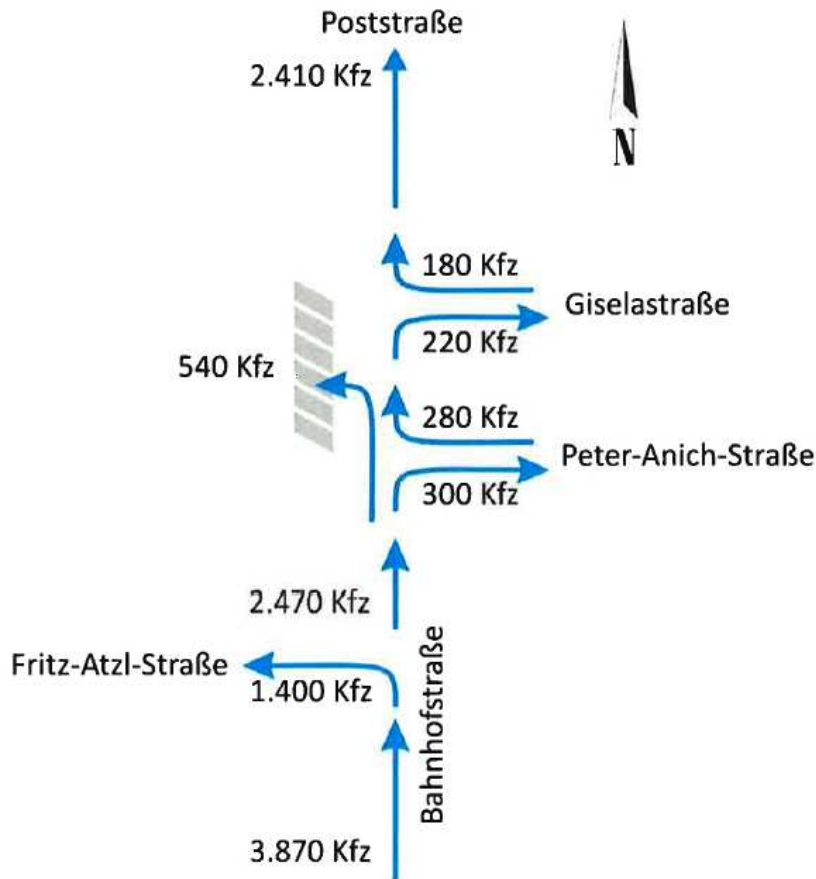 Poststraße
2.410 Kfz
N
180 Kfz
Giselastraße
220 Kfz
540 Kfz
280 Kfz
Peter-Anich-Straße
300 Kfz
2.470 Kfz
Fritz-Atzl-Straße
1.400 Kfz
Bahnhofstraße
3.870 Kfz